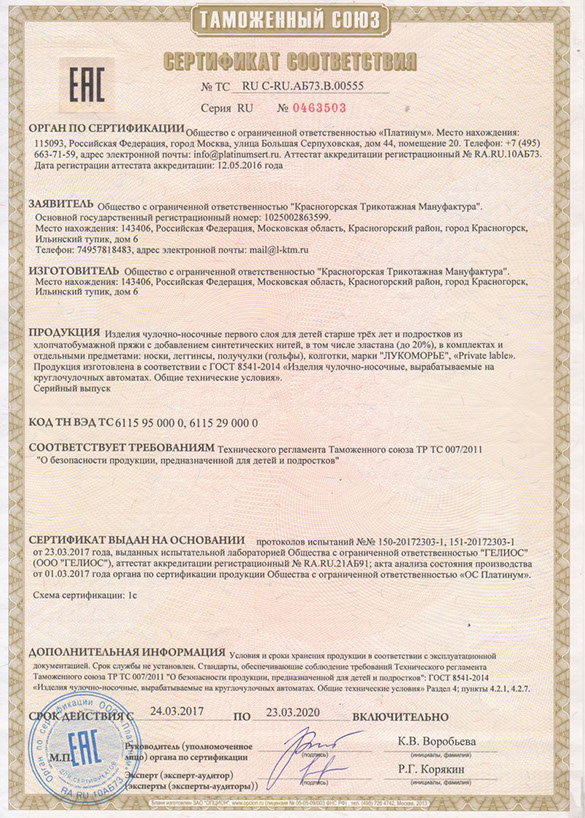 ТАМОЖЕННЫЙ СОЮЗ
СЕРТИФИКАТ СООТВЕТСТВИЯ
EAC
№ ТС RU С-RU.АБ73.В.00555
Серия RU № 0463503
ОРГАН ПО СЕРТИФИКАЦИИ Общество с ограниченной ответственностью «Платинум». Место нахождения:
115093, Российская Федерация, город Москва, улица Большая Серпуховская, дом 44, помещение 20. Телефон: +7 (495)
663-71-59, адрес электронной почты: info@platinumsert.ru. Аттестат аккредитации регистрационный № RA.RU.10АБ73.
Дата регистрации аттестата аккредитации: 12.05.2016 года
ЗАЯВИТЕЛЬ Общество с ограниченной ответственностью "Красногорская Трикотажная Мануфактура".
Основной государственный регистрационный номер: 1025002863599.
Место нахождения: 143406, Российская Федерация, Московская область, Красногорский район, город Красногорск,
Ильинский тупик, дом 6
Телефон: 74957818483, адрес электронной почты: mail@l-ktm.ru
ИЗГОТОВИТЕЛЬ Общество с ограниченной ответственностью "Красногорская Трикотажная Мануфактура".
Место нахождения: 143406, Российская Федерация, Московская область, Красногорский район, город Красногорск,
Ильинский тупик, дом 6
ПРОДУКЦИЯ Изделия чулочно-носочные первого слоя для детей старше трёх лет и подростков из
хлопчатобумажной пряжи с добавлением синтетических нитей, в том числе эластана (до 20%), в комплектах и
отдельными предметами: носки, леггинсы, получулки (гольфы), колготки, марки "ЛУКОМОРЬЕ", «Private lable».
Продукция изготовлена в соответствии с ГОСТ 8541-2014 «Изделия чулочно-носочные, вырабатываемые на
круглочулочных автоматах. Общие технические условия».
Серийный выпуск
КОД ТН ВЭД ТС 6115 95 000 0, 6115 29 000 0
СООТВЕТСТВУЕТ ТРЕБОВАНИЯМ Технического регламента Таможенного союза ТР ТС 007/2011
"О безопасности продукции, предназначенной для детей и подростков"
СЕРТИФИКАТ ВЫДАН НА ОСНОВАНИИ протоколов испытаний №№ 150-20172303-1, 151-20172303-1
от 23.03.2017 года, выданных испытательной лабораторией Общества с ограниченной ответственностью "ГЕЛИОС"
(ООО "ГЕЛИОС"), аттестат аккредитации регистрационный № RA.RU.21АБ91; акта анализа состояния производства
от 01.03.2017 года органа по сертификации продукции Общества с ограниченной ответственностью «ОС Платинум».
Схема сертификации: 1с
ДОПОЛНИТЕЛЬНАЯ ИНФОРМАЦИЯ Условия и сроки хранения продукции в соответствии с эксплуатационной
документацией. Срок службы не установлен. Стандарты, обеспечивающие соблюдение требований Технического регламента
Таможенного союза ТР ТС 007/2011 "О безопасности продукции, предназначенной для детей и подростков": ГОСТ 8541-2014
«Изделия чулочно-носочные, вырабатываемые на круглочулочных автоматах. Общие технические условия» Раздел 4; пункты 4.2.1, 4.2.7.
СРОК ДЕЙСТВИЯ С 24.03.2017 ПО 23.03.2020 ВКЛЮЧИТЕЛЬНО
М.П.
EAC
Орган по сертификации ООО «Платинум»
ДЛЯ СЕРТИФИКАТОВ
RA.RU.10АБ73
Руководитель (уполномоченное
лицо) органа по сертификации
(подпись)
К.В. Воробьева
(инициалы, фамилия)
Эксперт (эксперт-аудитор)
(эксперты (эксперты-аудиторы))
(подпись)
Р.Г. Корякин
(инициалы, фамилия)